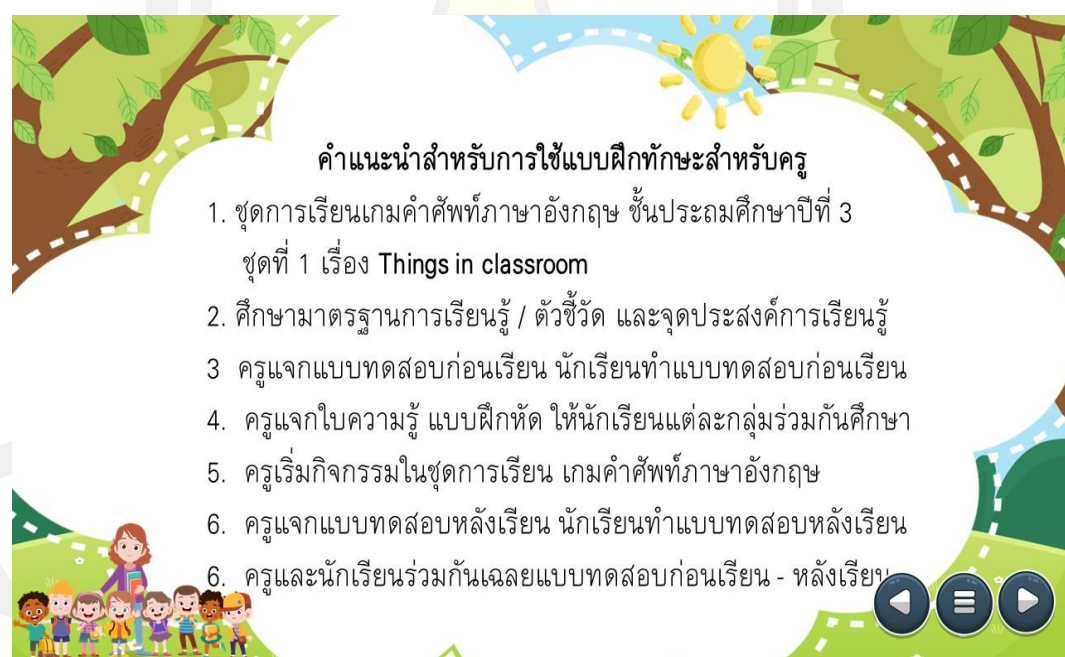 คำแนะนำสำหรับการใช้แบบฝึกทักษะสำหรับครู
1. ชุดการเรียนเกมคำศัพท์ภาษาอังกฤษ ชั้นประถมศึกษาปีที่ 3
ชุดที่ 1 เรื่อง Things in classroom
2. ศึกษามาตรฐานการเรียนรู้ / ตัวชี้วัด และจุดประสงค์การเรียนรู้
3 ครูแจกแบบทดสอบก่อนเรียน นักเรียนทำแบบทดสอบก่อนเรียน
4. ครูแจกใบความรู้ แบบฝึกหัด ให้นักเรียนแต่ละกลุ่มร่วมกันศึกษา
5. ครูเริ่มกิจกรรมในชุดการเรียน เกมคำศัพท์ภาษาอังกฤษ
6. ครูแจกแบบทดสอบหลังเรียน นักเรียนทำแบบทดสอบหลังเรียน
6. ครูและนักเรียนร่วมกันเฉลยแบบทดสอบก่อนเรียน - หลังเรียน